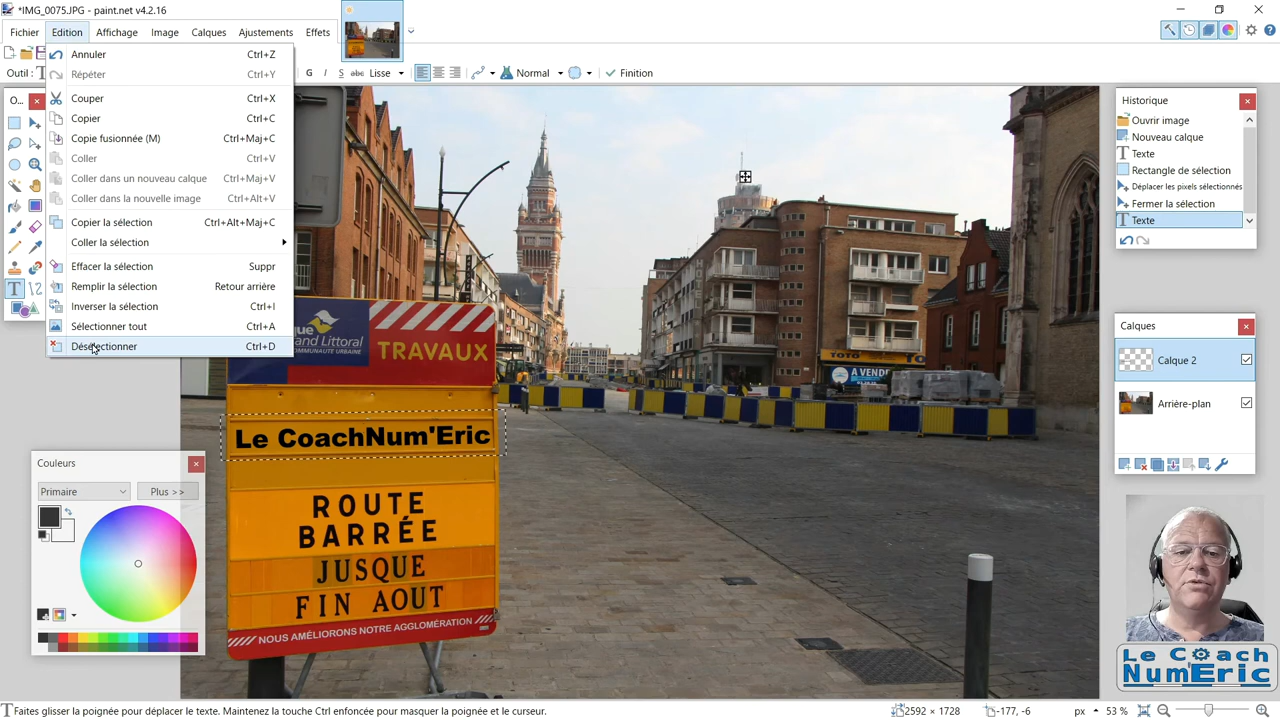 *IMG_0075.JPG - paint.net v4.2.16
Fichier Edition Affichage Image Calques Ajustements Effets
Outil : T G I S abc Lisse Normal Finition
Annuler Ctrl+Z
Répéter Ctrl+Y
Couper Ctrl+X
Copier Ctrl+C
Copie fusionnée (M) Ctrl+Maj+C
Coller Ctrl+V
Coller dans un nouveau calque Ctrl+Maj+V
Coller dans la nouvelle image Ctrl+Alt+V
Copier la sélection Ctrl+Alt+Maj+C
Coller la sélection
Effacer la sélection Suppr
Remplir la sélection Retour arrière
Inverser la sélection Ctrl+I
Sélectionner tout Ctrl+A
Désélectionner Ctrl+D
O...
Couleurs
Primaire Plus >>
que
and Littoral
OMMUNAUTE URBAINE
TRAVAUX
Le CoachNum'Eric
ROUTE
BARRÉE
JUSQUE
FIN AOUT
NOUS AMÉLIORONS NOTRE AGGLOMÉRATION
TOTO
A VENDRE
Historique
Ouvrir image
Nouveau calque
Texte
Rectangle de sélection
Déplacer les pixels sélectionnés
Fermer la sélection
Texte
Calques
Calque 2
Arrière-plan
Le Coach
NumEric
Faites glisser la poignée pour déplacer le texte. Maintenez la touche Ctrl enfoncée pour masquer la poignée et le curseur. 2592 × 1728 -177, -6 px 53 %